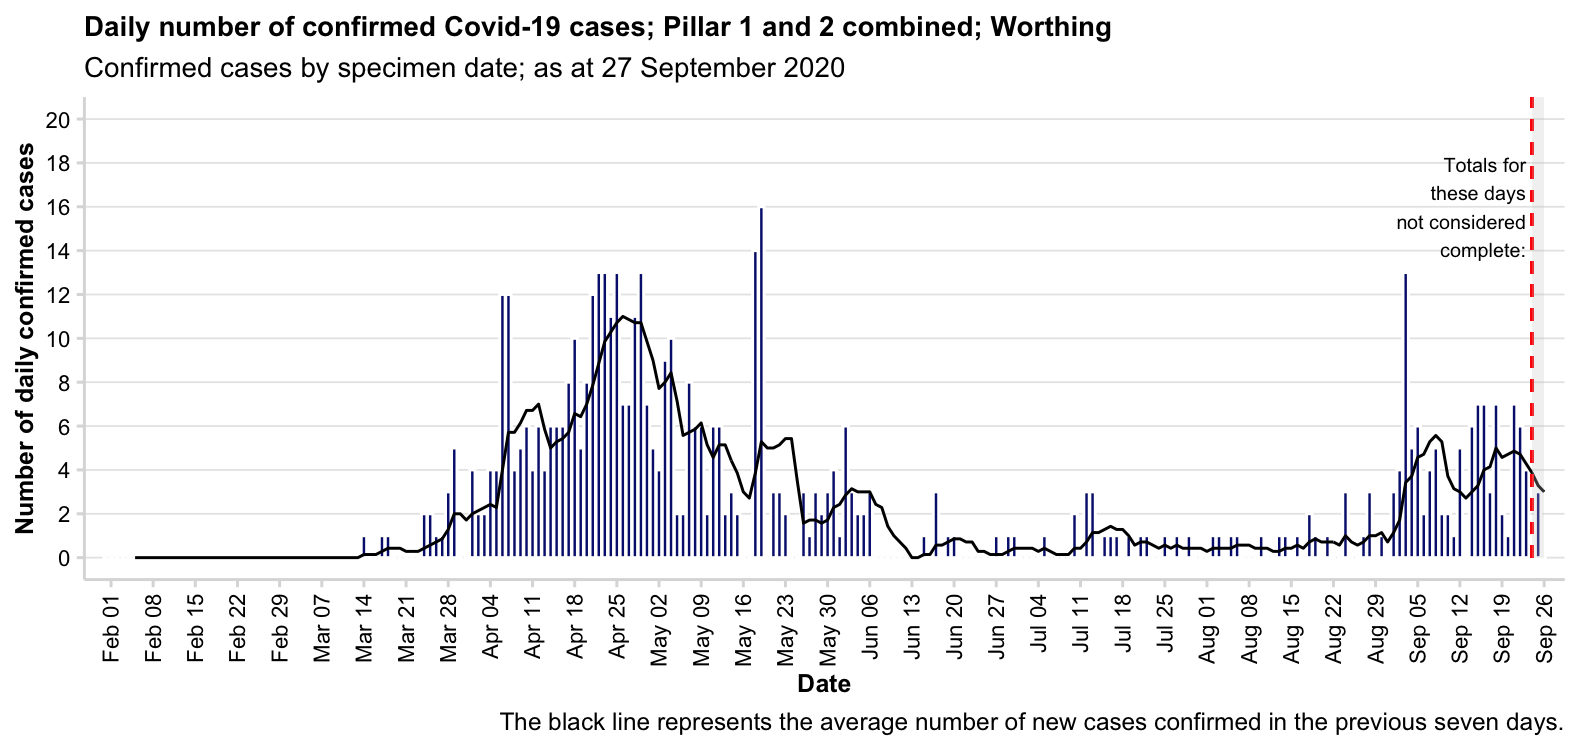 Daily number of confirmed Covid-19 cases; Pillar 1 and 2 combined; Worthing
Confirmed cases by specimen date; as at 27 September 2020
Number of daily confirmed cases
20
18
16
14
12
10
8
6
4
2
0
Totals for
these days
not considered
complete:
Feb 01
Feb 08
Feb 15
Feb 22
Feb 29
Mar 07
Mar 14
Mar 21
Mar 28
Apr 04
Apr 11
Apr 18
Apr 25
May 02
May 09
May 16
May 23
May 30
Jun 06
Jun 13
Jun 20
Jun 27
Jul 04
Jul 11
Jul 18
Jul 25
Aug 01
Aug 08
Aug 15
Aug 22
Aug 29
Sep 05
Sep 12
Sep 19
Sep 26
Date
The black line represents the average number of new cases confirmed in the previous seven days.